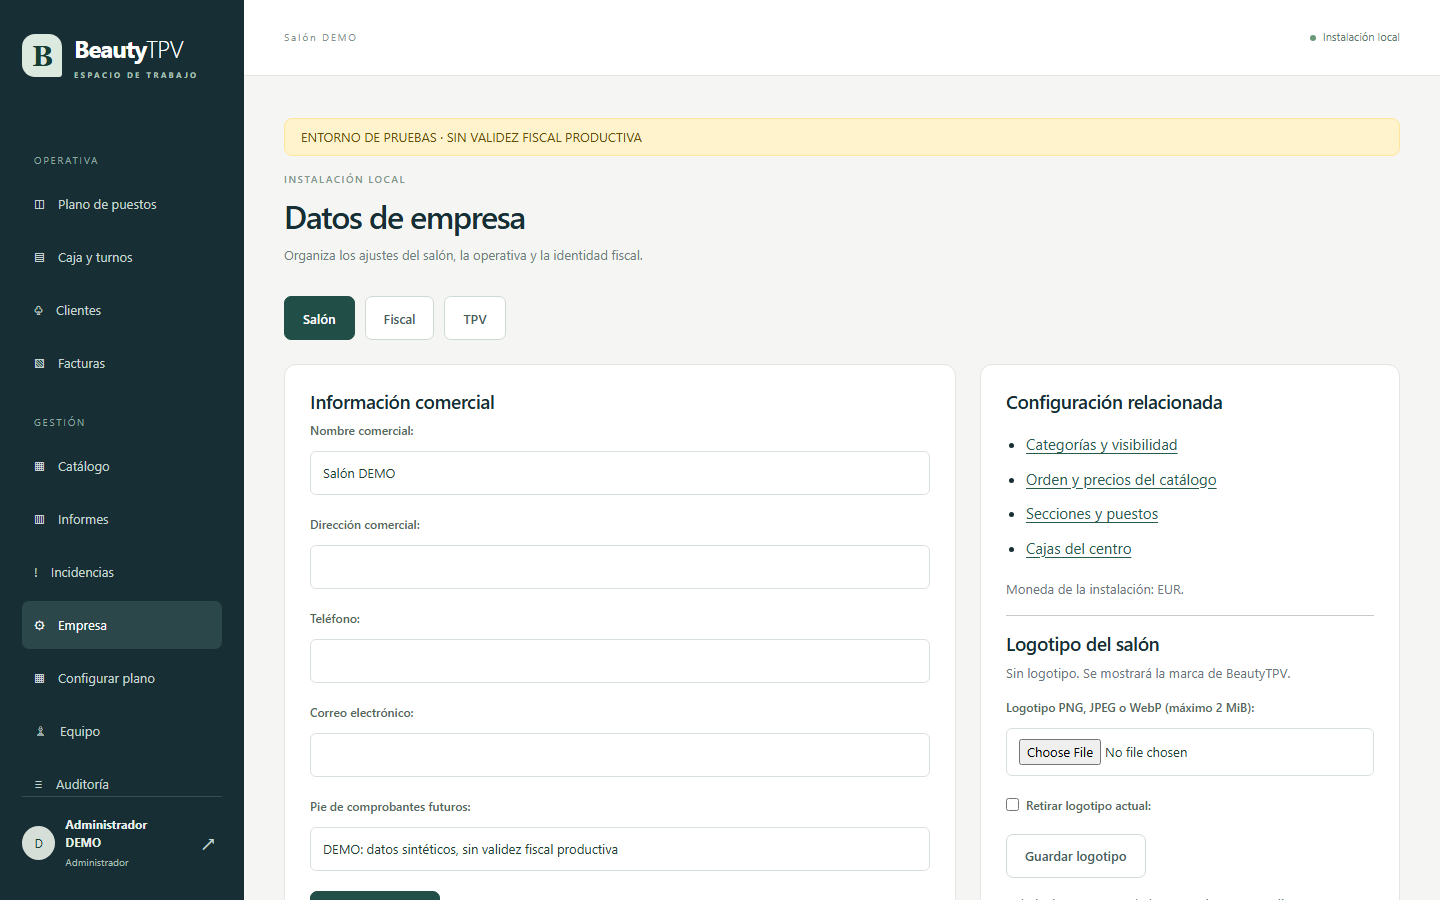 B BeautyTPV
ESPACIO DE TRABAJO
OPERATIVA
Plano de puestos
Caja y turnos
Clientes
Facturas
GESTIÓN
Catálogo
Informes
! Incidencias
Empresa
Configurar plano
Equipo
Auditoría
D
Administrador
DEMO
Administrador
Salón DEMO
Instalación local
ENTORNO DE PRUEBAS · SIN VALIDEZ FISCAL PRODUCTIVA
INSTALACIÓN LOCAL
Datos de empresa
Organiza los ajustes del salón, la operativa y la identidad fiscal.
Salón Fiscal TPV
Información comercial
Nombre comercial:
Salón DEMO
Dirección comercial:
Teléfono:
Correo electrónico:
Pie de comprobantes futuros:
DEMO: datos sintéticos, sin validez fiscal productiva
Configuración relacionada
Categorías y visibilidad
Orden y precios del catálogo
Secciones y puestos
Cajas del centro
Moneda de la instalación: EUR.
Logotipo del salón
Sin logotipo. Se mostrará la marca de BeautyTPV.
Logotipo PNG, JPEG o WebP (máximo 2 MiB):
Choose File No file chosen
Retirar logotipo actual:
Guardar logotipo